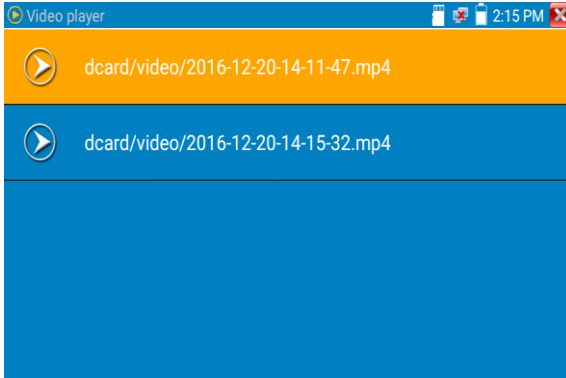 Video player 2:15 PM
dcard/video/2016-12-20-14-11-47.mp4
dcard/video/2016-12-20-14-15-32.mp4